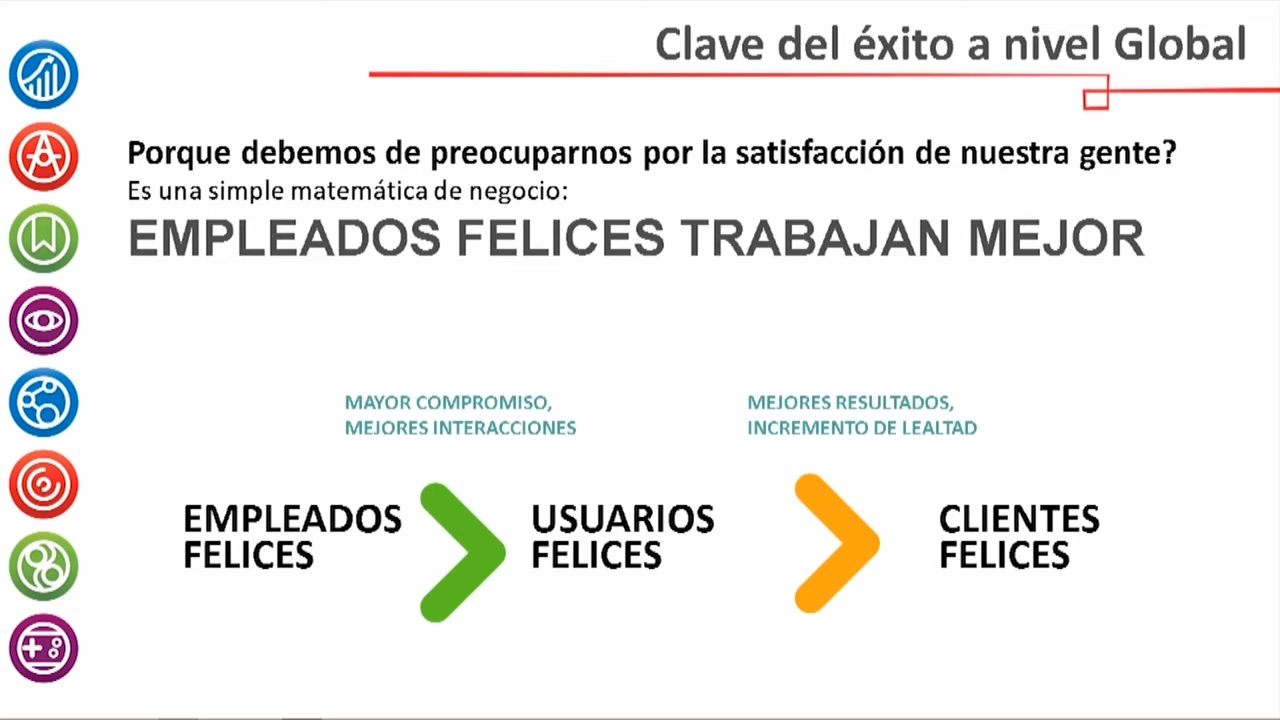 Clave del éxito a nivel Global
Porque debemos de preocuparnos por la satisfacción de nuestra gente?
Es una simple matemática de negocio:
EMPLEADOS FELICES TRABAJAN MEJOR
MAYOR COMPROMISO,
MEJORES INTERACCIONES
MEJORES RESULTADOS,
INCREMENTO DE LEALTAD
EMPLEADOS
FELICES
USUARIOS
FELICES
CLIENTES
FELICES